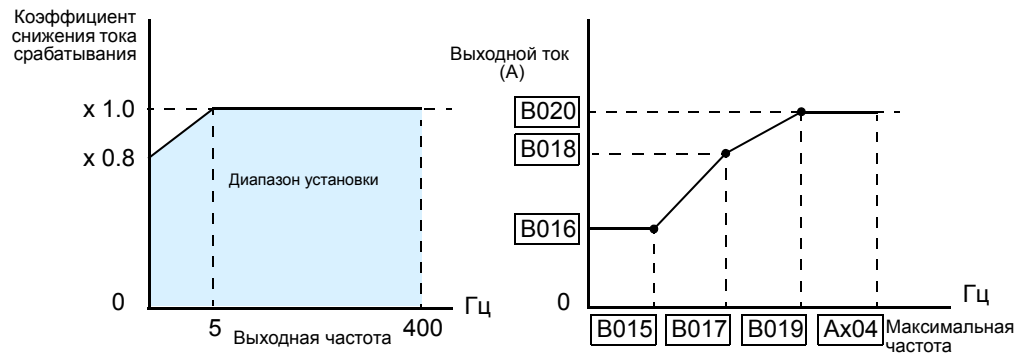 Коэффициент
снижения тока
срабатывания
x 1.0
x 0.8
Диапазон установки
0
5
Выходная частота
400
Гц
Выходной ток
(A)
B020
B018
B016
0
Гц
B015
B017
B019
Ax04
Максимальная
частота